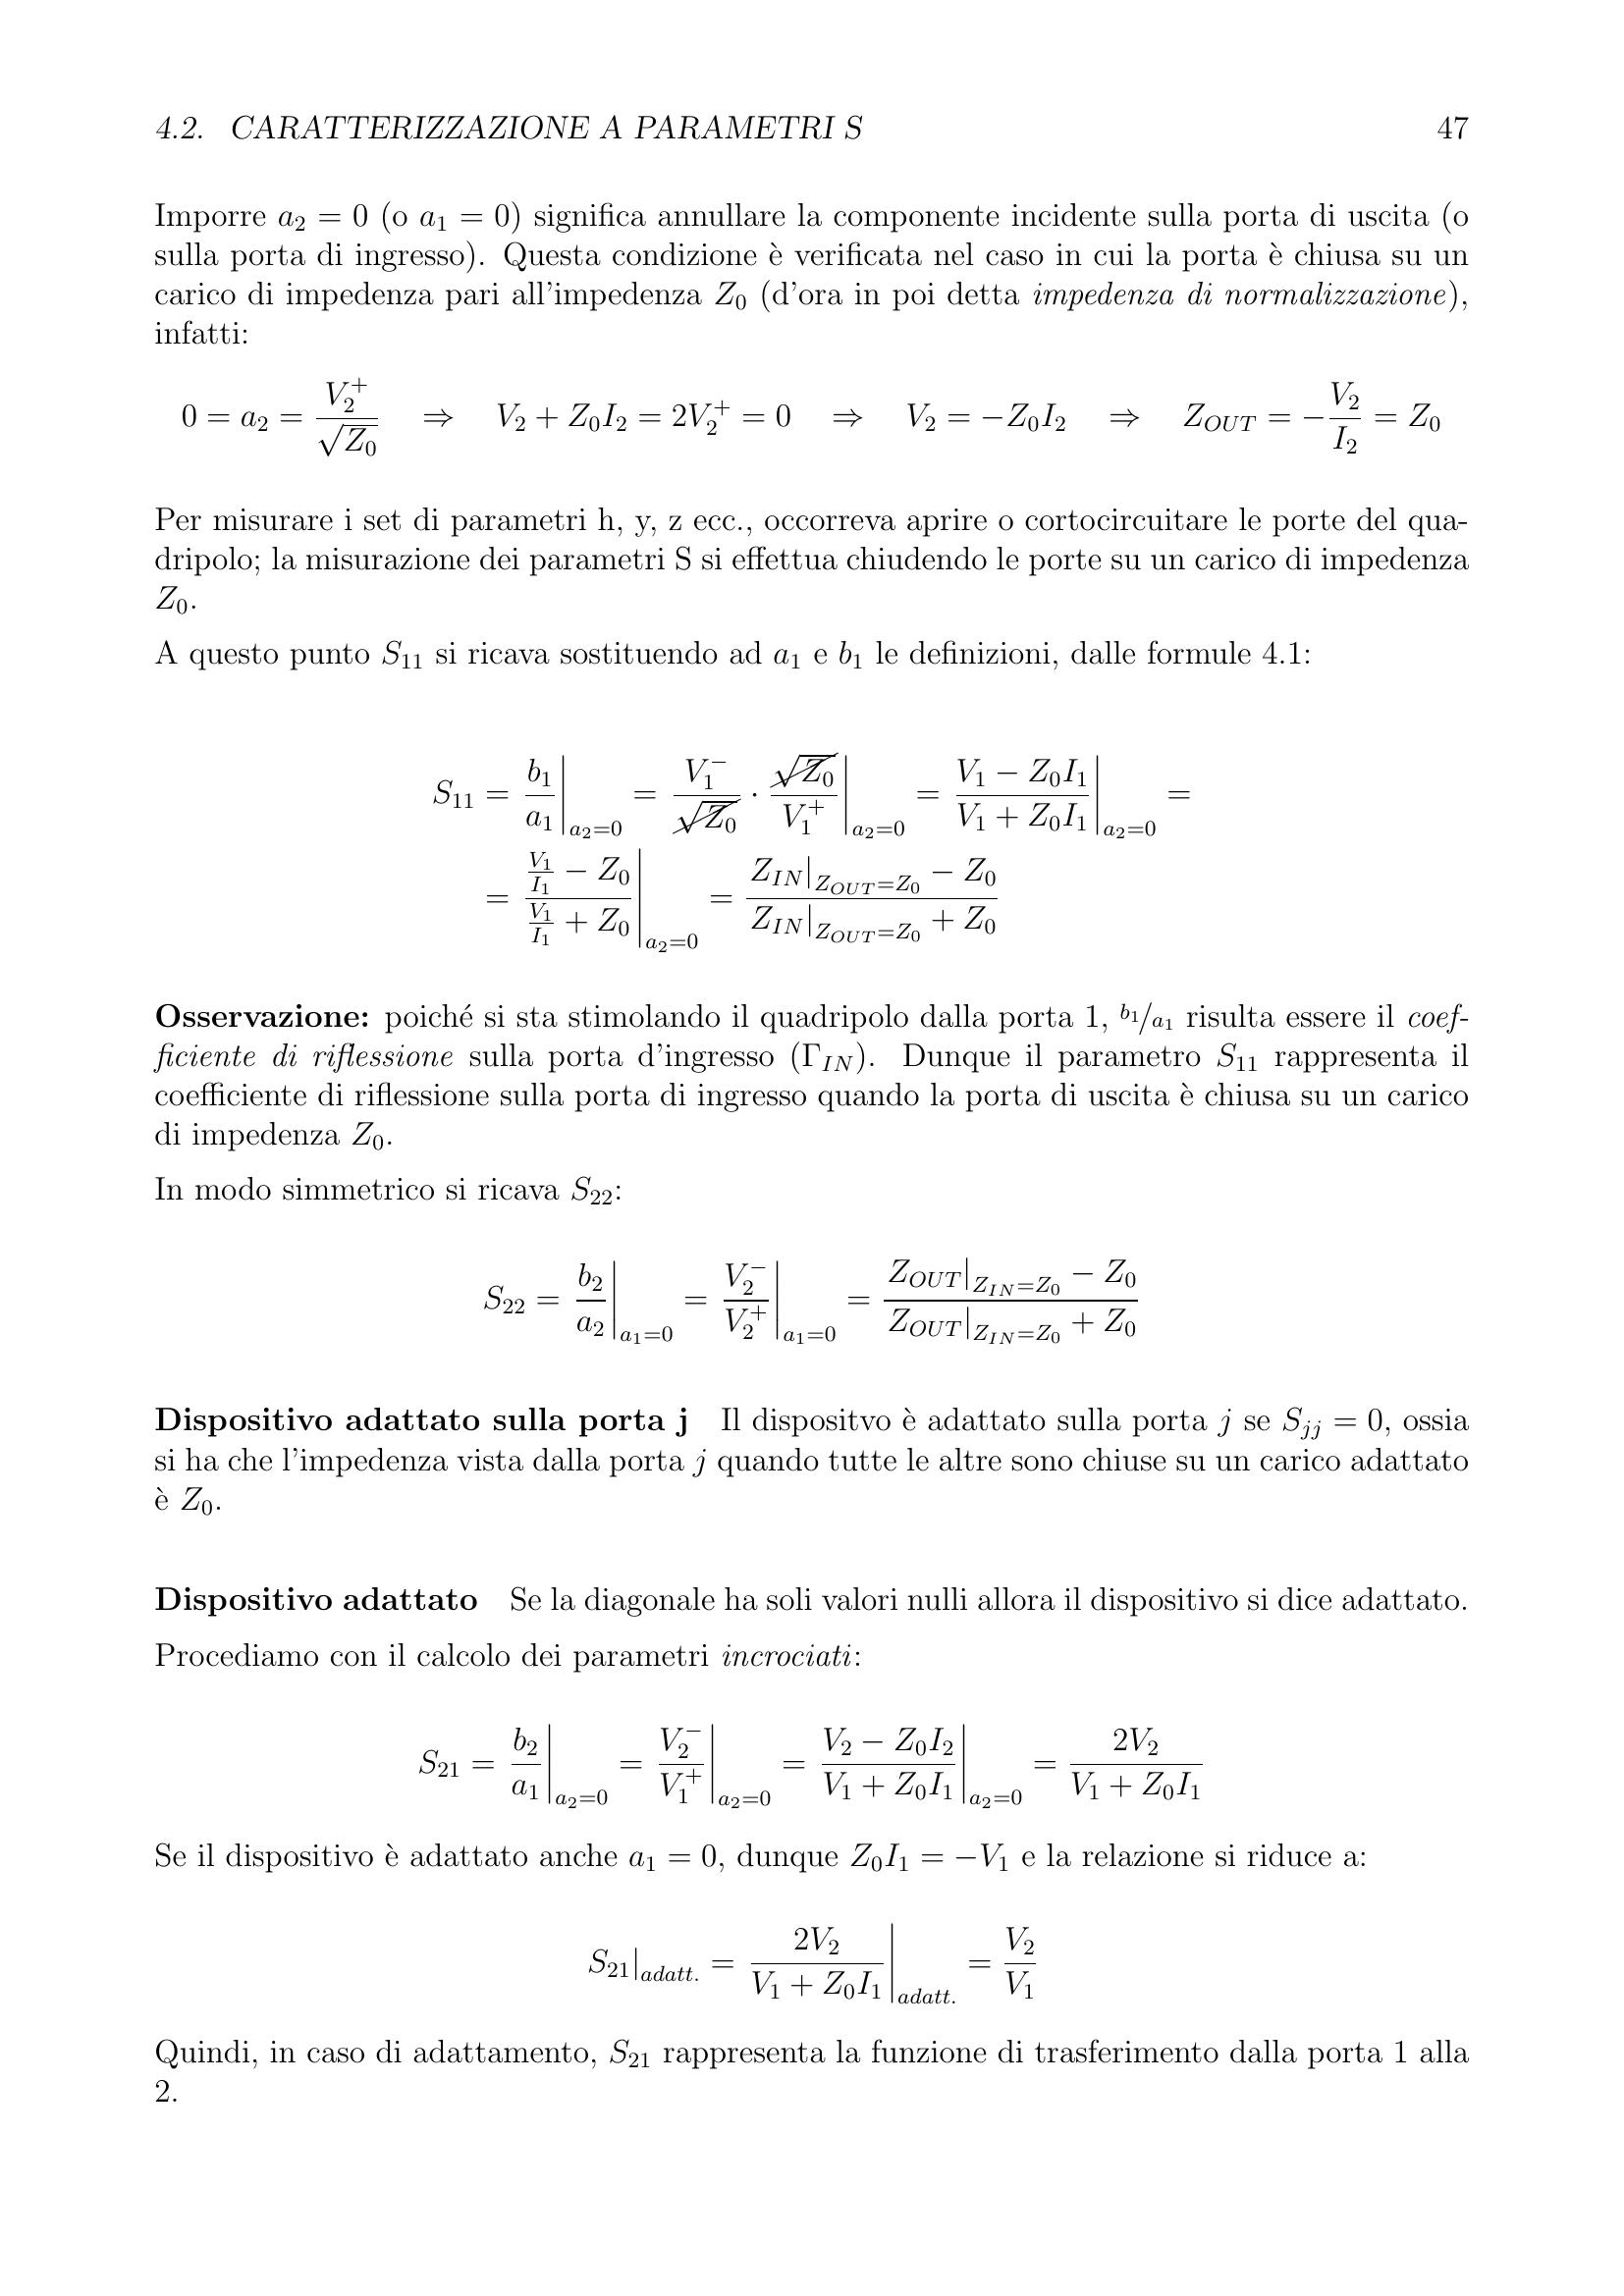 4.2. CARATTERIZZAZIONE A PARAMETRI S 47
Imporre $a_2 = 0$ (o $a_1 = 0$) significa annullare la componente incidente sulla porta di uscita (o
sulla porta di ingresso). Questa condizione è verificata nel caso in cui la porta è chiusa su un
carico di impedenza pari all'impedenza $Z_0$ (d'ora in poi detta impedenza di normalizzazione),
infatti:
$0 = a_2 = \frac{V_2^+}{\sqrt{Z_0}} \quad \Rightarrow \quad V_2 + Z_0 I_2 = 2V_2^+ = 0 \quad \Rightarrow \quad V_2 = -Z_0 I_2 \quad \Rightarrow \quad Z_{OUT} = -\frac{V_2}{I_2} = Z_0$
Per misurare i set di parametri h, y, z ecc., occorreva aprire o cortocircuitare le porte del qua-
dripolo; la misurazione dei parametri S si effettua chiudendo le porte su un carico di impedenza
$Z_0$.
A questo punto $S_{11}$ si ricava sostituendo ad $a_1$ e $b_1$ le definizioni, dalle formule 4.1:
$S_{11} = \left.\frac{b_1}{a_1}\right|_{a_2=0} = \left.\frac{V_1^-}{\cancel{\sqrt{Z_0}}} \cdot \frac{\cancel{\sqrt{Z_0}}}{V_1^+}\right|_{a_2=0} = \left.\frac{V_1 - Z_0 I_1}{V_1 + Z_0 I_1}\right|_{a_2=0} =$
$= \left.\frac{\frac{V_1}{I_1} - Z_0}{\frac{V_1}{I_1} + Z_0}\right|_{a_2=0} = \frac{Z_{IN}|_{Z_{OUT}=Z_0} - Z_0}{Z_{IN}|_{Z_{OUT}=Z_0} + Z_0}$
Osservazione: poiché si sta stimolando il quadripolo dalla porta 1, $b_1/a_1$ risulta essere il coef-
ficiente di riflessione sulla porta d'ingresso ($\Gamma_{IN}$). Dunque il parametro $S_{11}$ rappresenta il
coefficiente di riflessione sulla porta di ingresso quando la porta di uscita è chiusa su un carico
di impedenza $Z_0$.
In modo simmetrico si ricava $S_{22}$:
$S_{22} = \left.\frac{b_2}{a_2}\right|_{a_1=0} = \left.\frac{V_2^-}{V_2^+}\right|_{a_1=0} = \frac{Z_{OUT}|_{Z_{IN}=Z_0} - Z_0}{Z_{OUT}|_{Z_{IN}=Z_0} + Z_0}$
Dispositivo adattato sulla porta j Il dispositvo è adattato sulla porta $j$ se $S_{jj} = 0$, ossia
si ha che l'impedenza vista dalla porta $j$ quando tutte le altre sono chiuse su un carico adattato
è $Z_0$.
Dispositivo adattato Se la diagonale ha soli valori nulli allora il dispositivo si dice adattato.
Procediamo con il calcolo dei parametri incrociati:
$S_{21} = \left.\frac{b_2}{a_1}\right|_{a_2=0} = \left.\frac{V_2^-}{V_1^+}\right|_{a_2=0} = \left.\frac{V_2 - Z_0 I_2}{V_1 + Z_0 I_1}\right|_{a_2=0} = \frac{2V_2}{V_1 + Z_0 I_1}$
Se il dispositivo è adattato anche $a_1 = 0$, dunque $Z_0 I_1 = -V_1$ e la relazione si riduce a:
$S_{21}|_{adatt.} = \left.\frac{2V_2}{V_1 + Z_0 I_1}\right|_{adatt.} = \frac{V_2}{V_1}$
Quindi, in caso di adattamento, $S_{21}$ rappresenta la funzione di trasferimento dalla porta 1 alla
2.